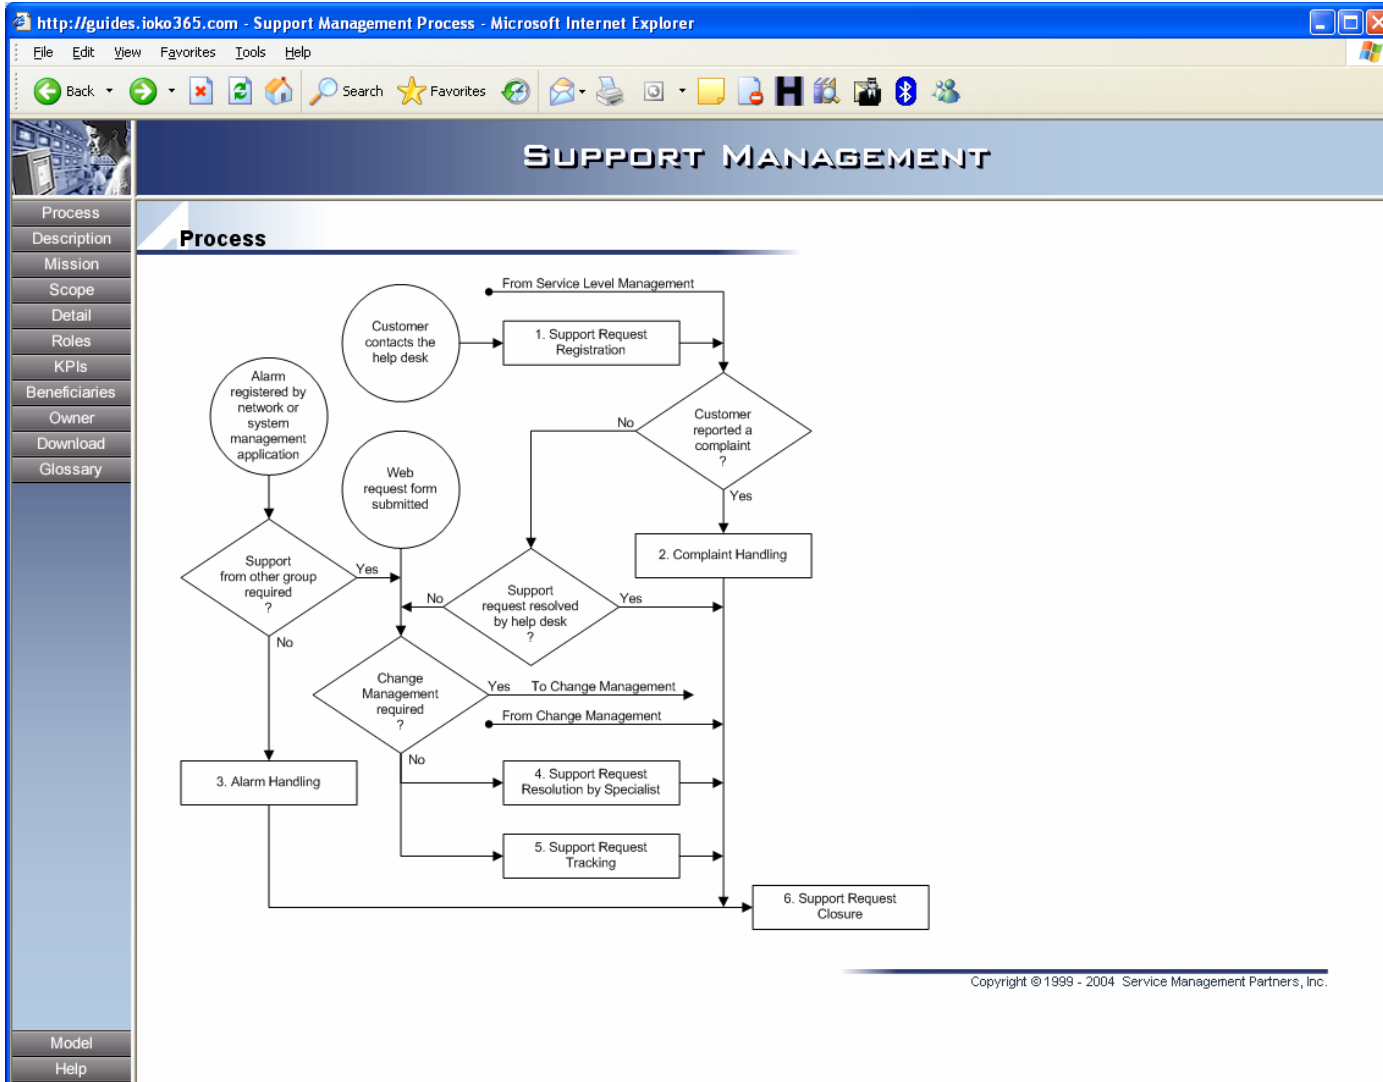 http://guides.ioko365.com - Support Management Process - Microsoft Internet Explorer
File Edit View Favorites Tools Help
Back Search Favorites
SUPPORT MANAGEMENT
Process
Description
Mission
Scope
Detail
Roles
KPIs
Beneficiaries
Owner
Download
Glossary
Model
Help
Process
From Service Level Management
Customer
contacts the
help desk
1. Support Request
Registration
Alarm
registered by
network or
system
management
application
Customer
reported a
complaint
?
No
Yes
Web
request form
submitted
2. Complaint Handling
Support
from other group
required
?
Yes
No
Support
request resolved
by help desk
?
No
Yes
Change
Management
required
?
Yes
To Change Management
From Change Management
No
3. Alarm Handling
4. Support Request
Resolution by Specialist
5. Support Request
Tracking
6. Support Request
Closure
Copyright © 1999 - 2004 Service Management Partners, Inc.